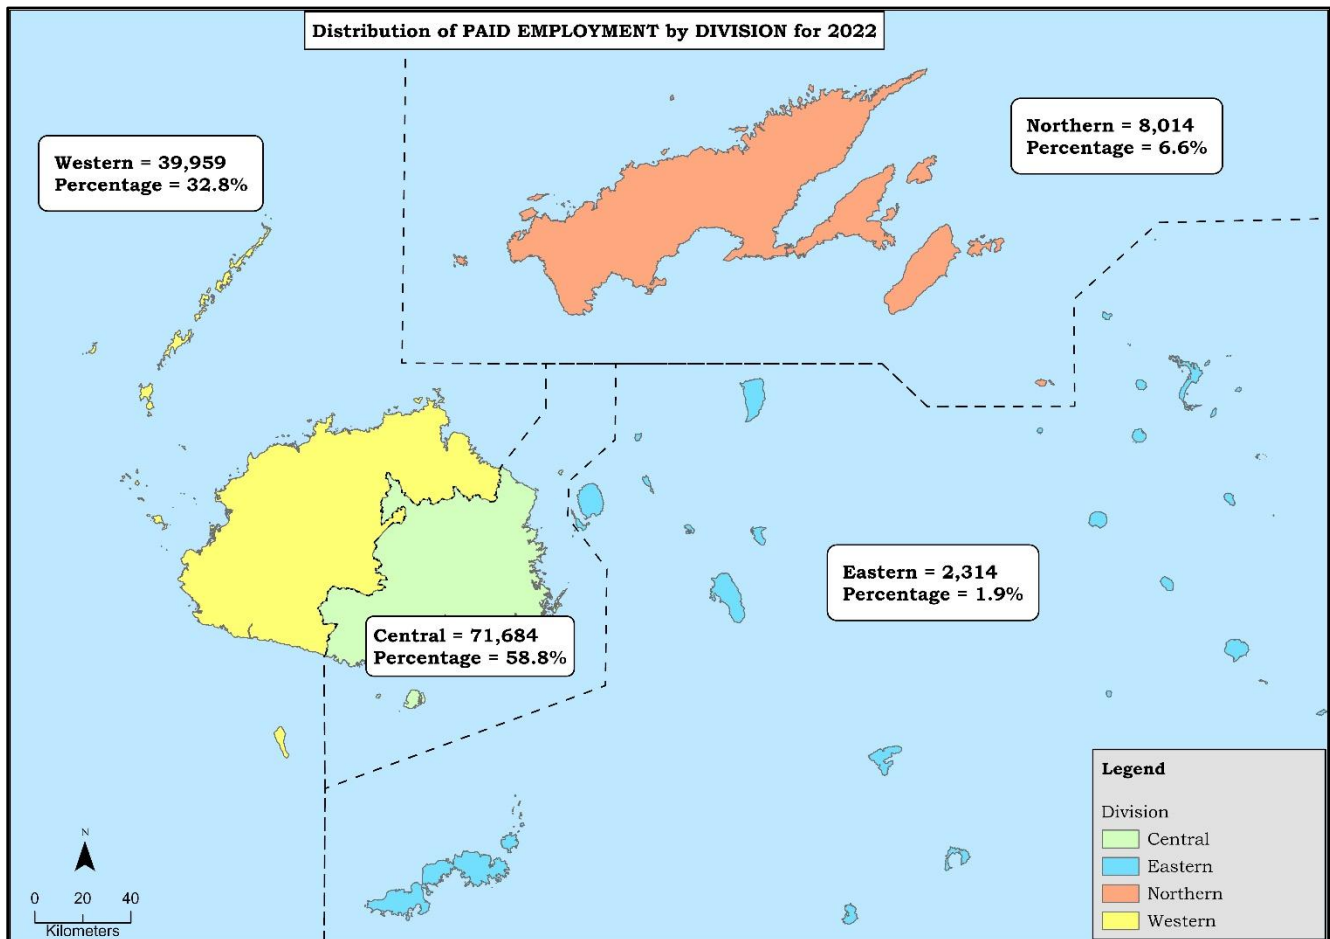 Distribution of PAID EMPLOYMENT by DIVISION for 2022
Northern = 8,014
Percentage = 6.6%
Western = 39,959
Percentage = 32.8%
Eastern = 2,314
Percentage = 1.9%
Central = 71,684
Percentage = 58.8%
Legend
Division
Central
Eastern
Northern
Western
N
0 20 40
Kilometers